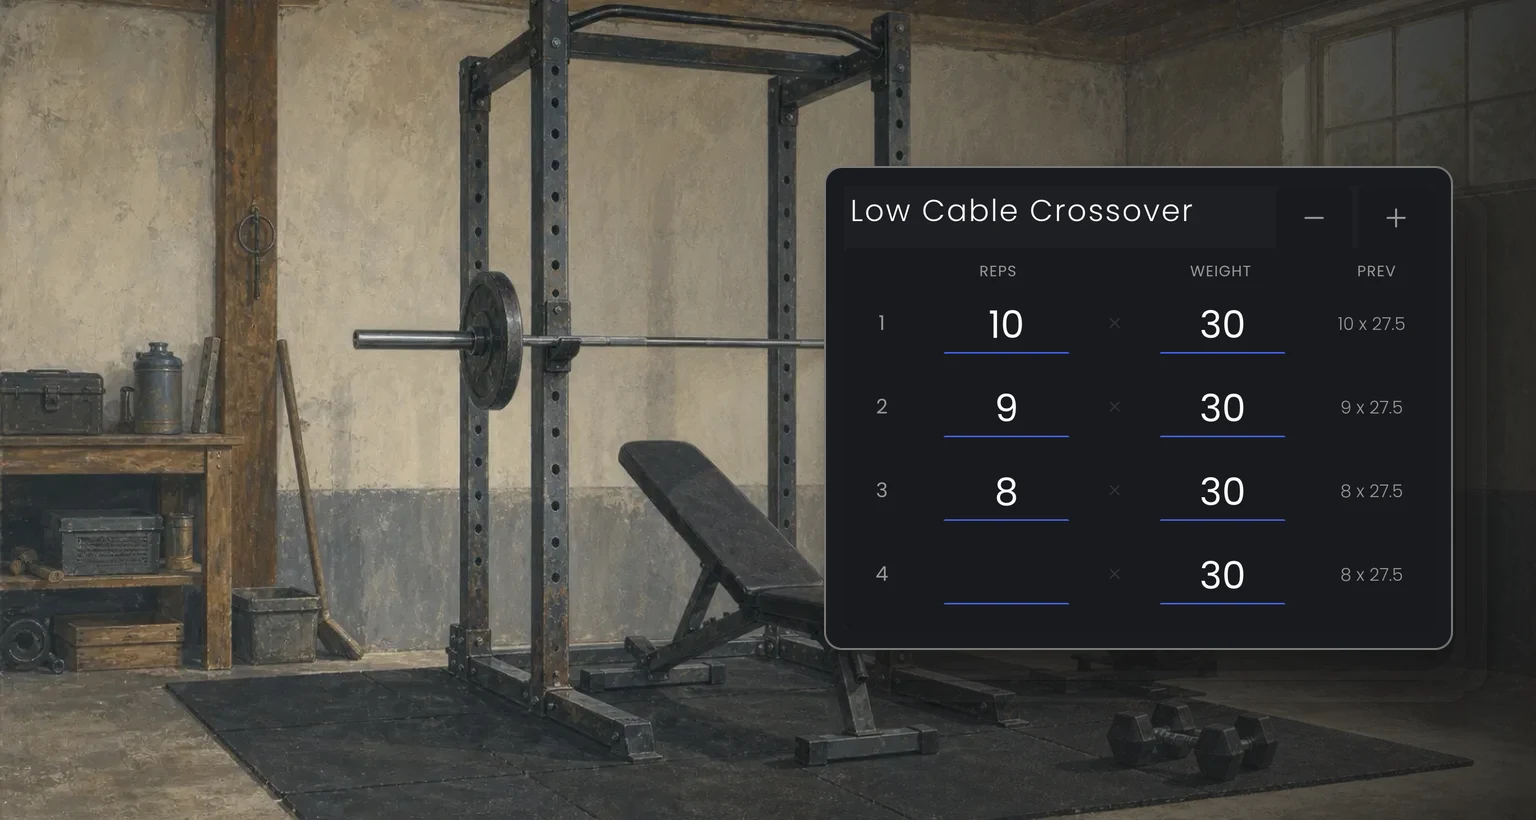 Low Cable Crossover − +
REPS WEIGHT PREV
1 10 × 30 10 x 27.5
2 9 × 30 9 x 27.5
3 8 × 30 8 x 27.5
4 × 30 8 x 27.5